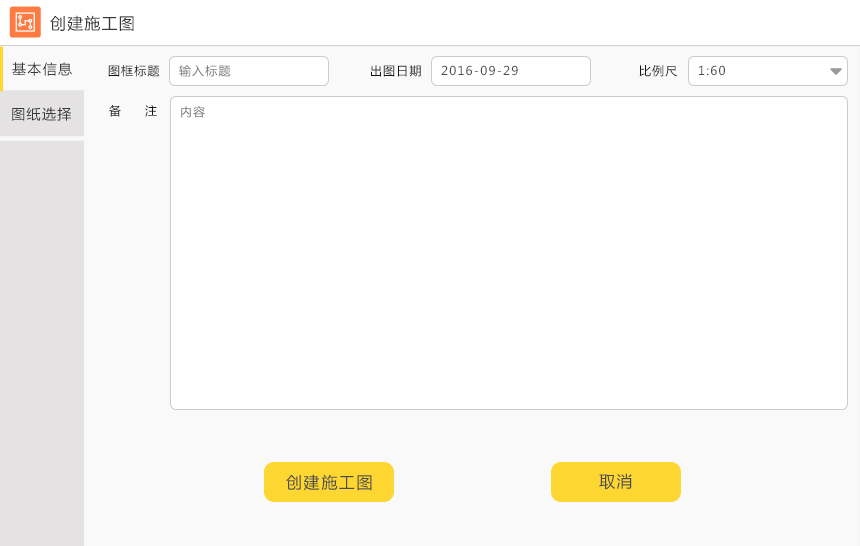 创建施工图
基本信息
图框标题 输入标题 出图日期 2016-09-29 比例尺 1:60
图纸选择
备 注 内容
创建施工图 取消